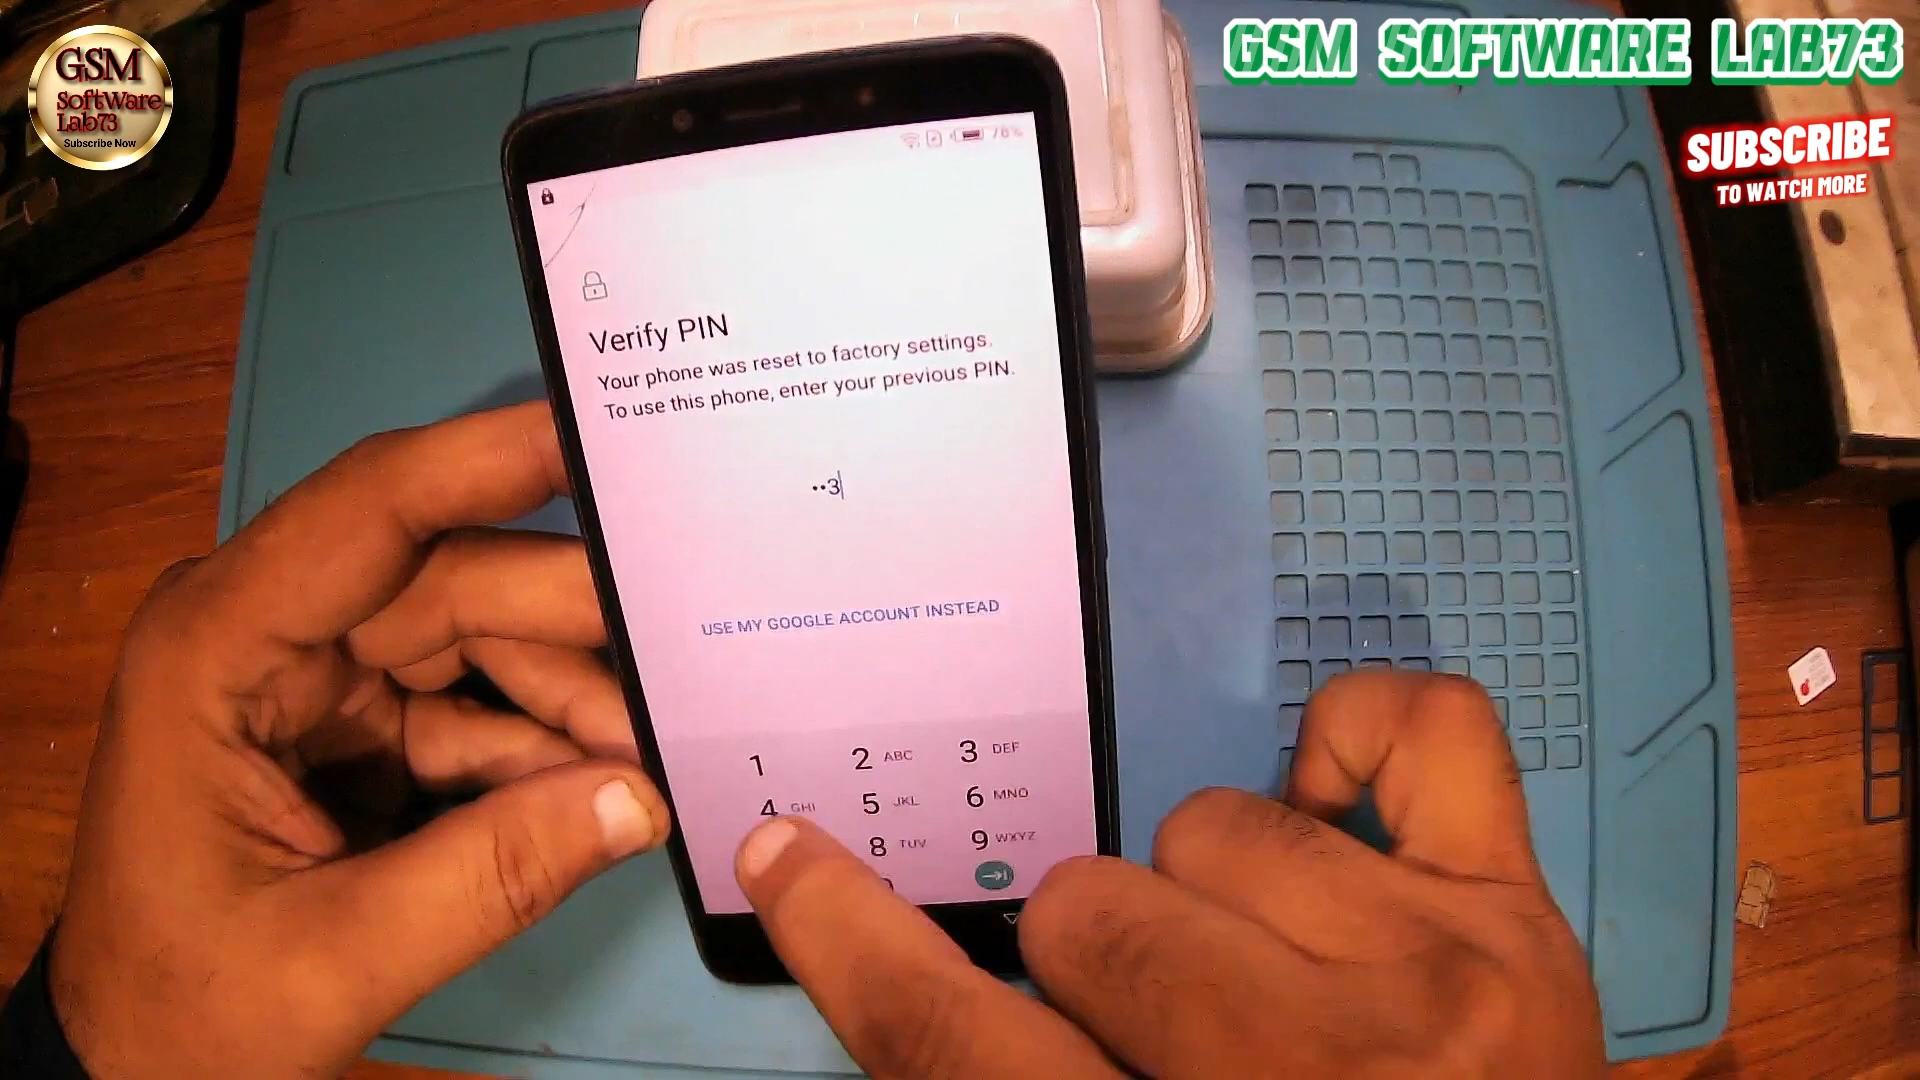 GSM
SoftWare
Lab73
Subscribe Now
GSM SOFTWARE LAB73
SUBSCRIBE
TO WATCH MORE
78%
Verify PIN
Your phone was reset to factory settings.
To use this phone, enter your previous PIN.
••3
USE MY GOOGLE ACCOUNT INSTEAD
1 2 ABC 3 DEF
4 GHI 5 JKL 6 MNO
8 TUV 9 WXYZ